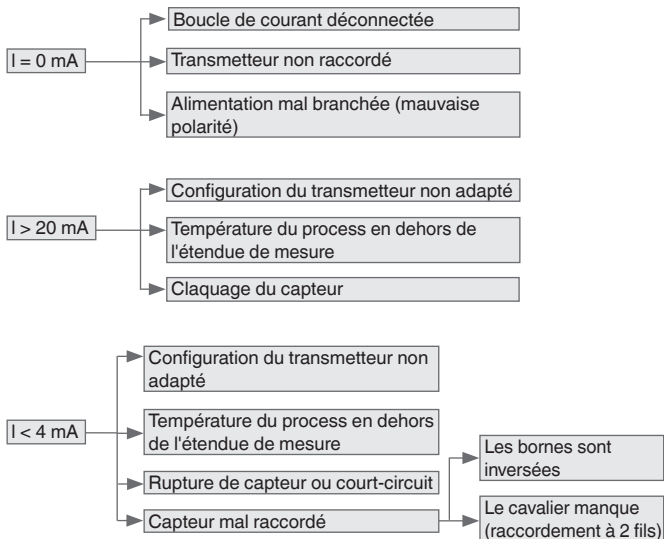 I = 0 mA
Boucle de courant déconnectée
Transmetteur non raccordé
Alimentation mal branchée (mauvaise
polarité)
I > 20 mA
Configuration du transmetteur non adapté
Température du process en dehors de
l'étendue de mesure
Claquage du capteur
I < 4 mA
Configuration du transmetteur non
adapté
Température du process en dehors
de l'étendue de mesure
Rupture de capteur ou court-circuit
Capteur mal raccordé
Les bornes sont
inversées
Le cavalier manque
(raccordement à 2 fils)